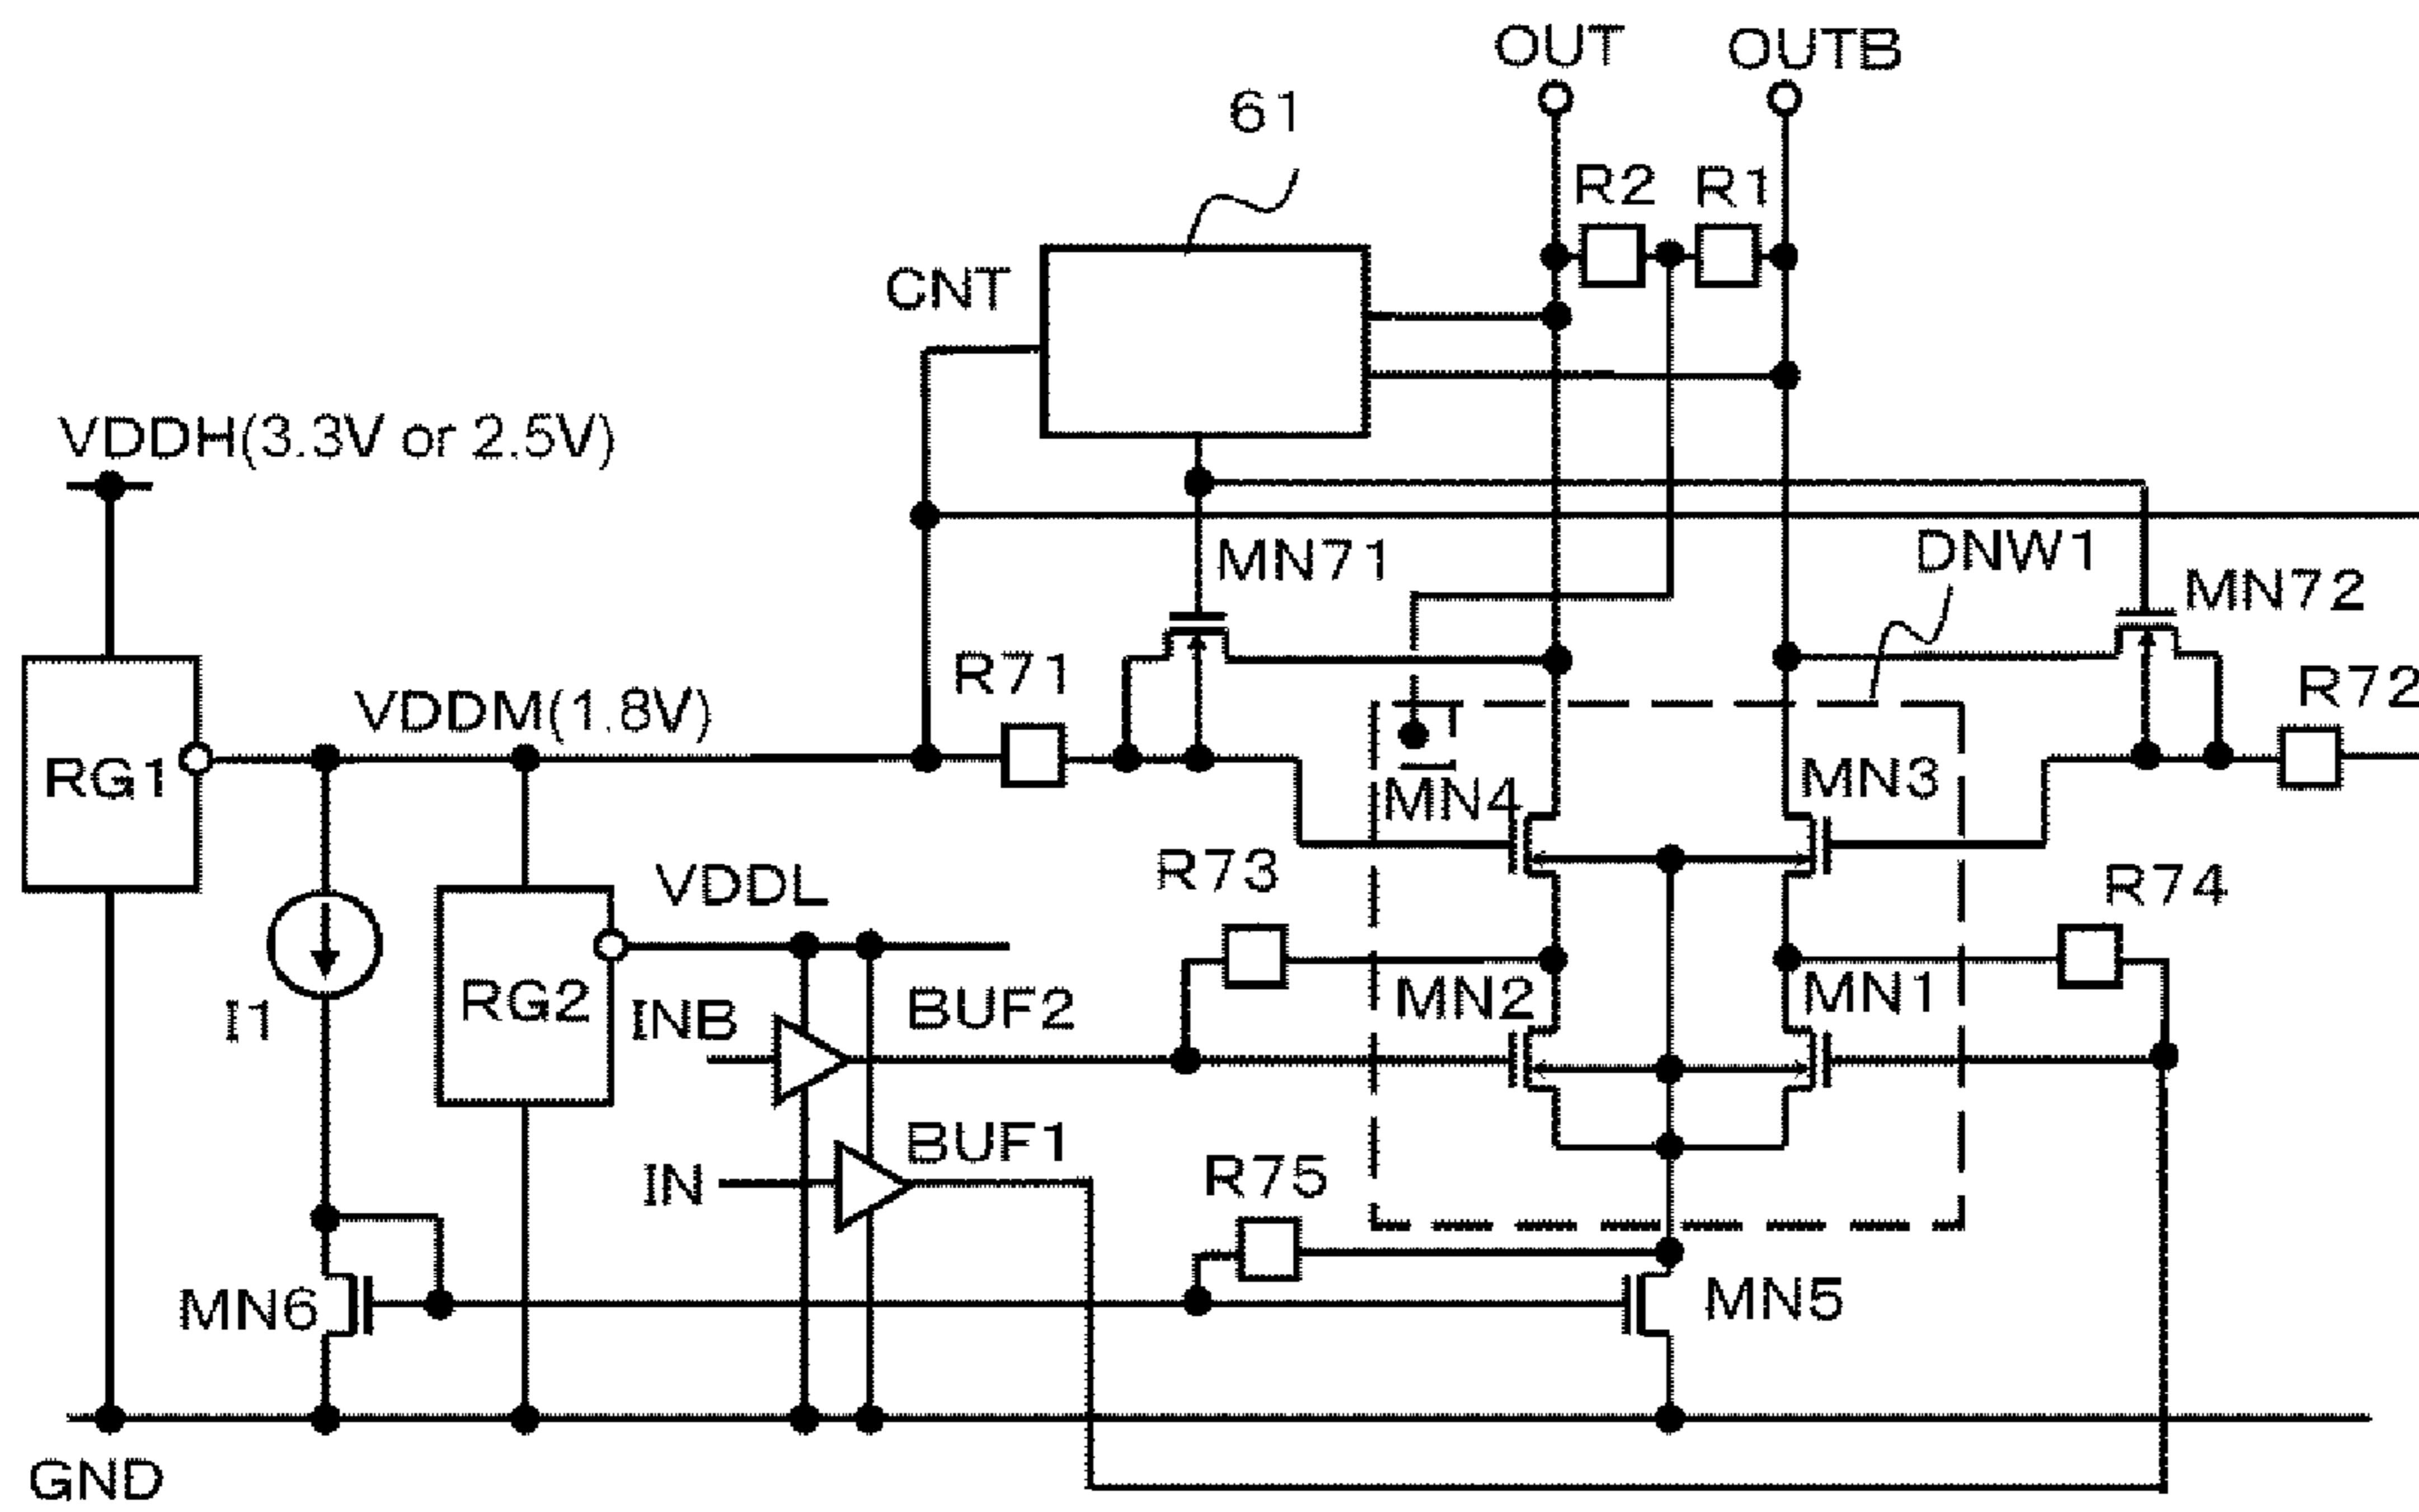 OUT
OUTB
61
R2
R1
CNT
VDDH(3.3V or 2.5V)
MN71
DNW1
MN72
R71
R72
VDDM(1.8V)
RG1
MN4
MN3
R73
R74
VDDL
RG2
INB
BUF2
MN2
MN1
I1
IN
BUF1
R75
MN6
MN5
GND